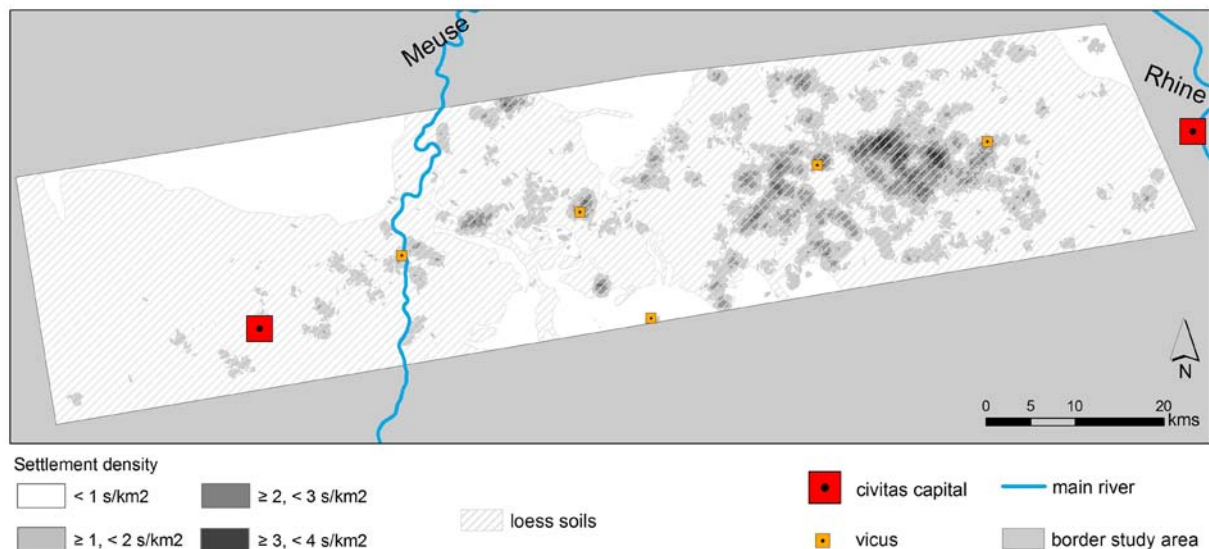 Meuse
Rhine
N
0 5 10 20
kms
Settlement density
< 1 s/km2
≥ 2, < 3 s/km2
≥ 1, < 2 s/km2
≥ 3, < 4 s/km2
loess soils
civitas capital
main river
vicus
border study area